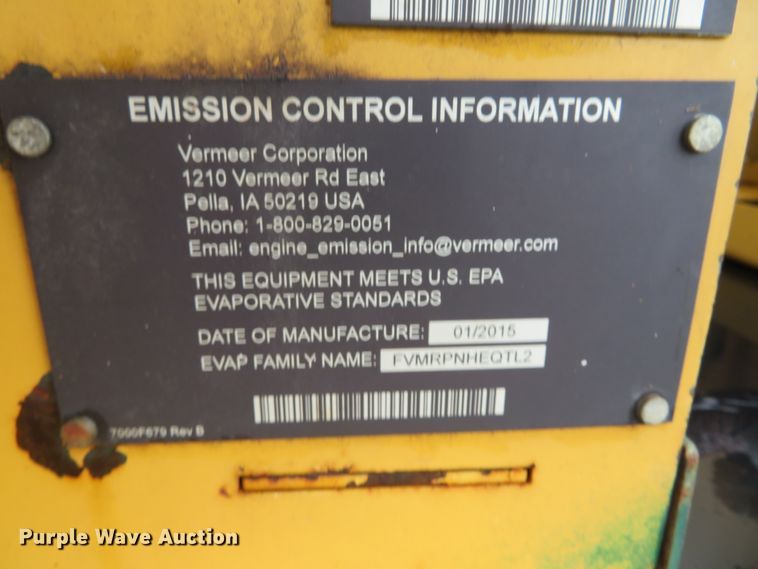 EMISSION CONTROL INFORMATION
Vermeer Corporation
1210 Vermeer Rd East
Pella, IA 50219 USA
Phone: 1-800-829-0051
Email: engine_emission_info@vermeer.com
THIS EQUIPMENT MEETS U.S. EPA
EVAPORATIVE STANDARDS
DATE OF MANUFACTURE: 01/2015
EVAP FAMILY NAME: FVMRPNHEQTL2
7000F679 Rev B
Purple Wave Auction